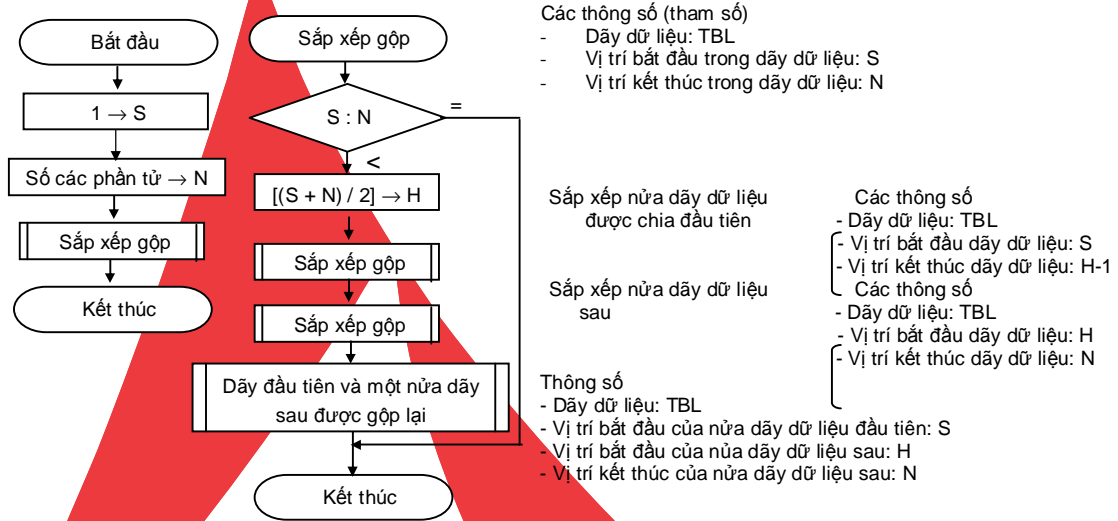 Bắt đầu
1 → S
Số các phần tử → N
Sắp xếp gộp
Kết thúc
Sắp xếp gộp
S : N
=
<
[(S + N) / 2] → H
Sắp xếp gộp
Sắp xếp gộp
Dãy đầu tiên và một nửa dãy
sau được gộp lại
Kết thúc
Các thông số (tham số)
- Dãy dữ liệu: TBL
- Vị trí bắt đầu trong dãy dữ liệu: S
- Vị trí kết thúc trong dãy dữ liệu: N
Sắp xếp nửa dãy dữ liệu
được chia đầu tiên
Các thông số
- Dãy dữ liệu: TBL
- Vị trí bắt đầu dãy dữ liệu: S
- Vị trí kết thúc dãy dữ liệu: H-1
Sắp xếp nửa dãy dữ liệu
sau
Các thông số
- Dãy dữ liệu: TBL
- Vị trí bắt đầu dãy dữ liệu: H
- Vị trí kết thúc dãy dữ liệu: N
Thông số
- Dãy dữ liệu: TBL
- Vị trí bắt đầu của nửa dãy dữ liệu đầu tiên: S
- Vị trí bắt đầu của nủa dãy dữ liệu sau: H
- Vị trí kết thúc của nửa dãy dữ liệu sau: N